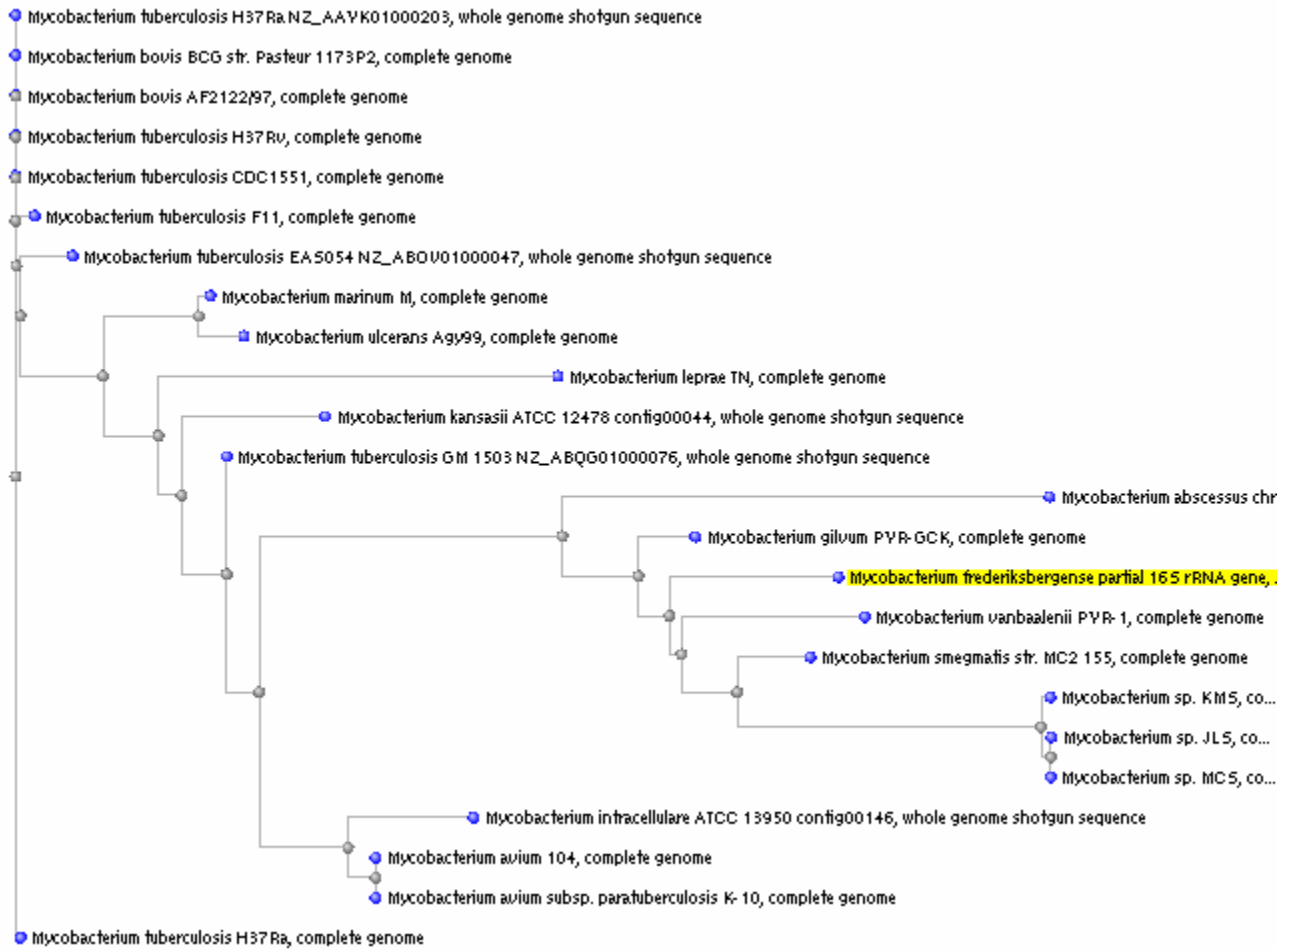 Mycobacterium tuberculosis H37Ra NZ_AAYK01000203, whole genome shotgun sequence
Mycobacterium bovis BCG str. Pasteur 1173P2, complete genome
Mycobacterium bovis AF2122/97, complete genome
Mycobacterium tuberculosis H37Rv, complete genome
Mycobacterium tuberculosis CDC1551, complete genome
Mycobacterium tuberculosis F11, complete genome
Mycobacterium tuberculosis EAS054 NZ_ABOV01000047, whole genome shotgun sequence
Mycobacterium marinum M, complete genome
Mycobacterium ulcerans Agy99, complete genome
Mycobacterium leprae TN, complete genome
Mycobacterium kansasii ATCC 12478 contig00044, whole genome shotgun sequence
Mycobacterium tuberculosis GM 1503 NZ_ABQG01000076, whole genome shotgun sequence
Mycobacterium abscessus chr
Mycobacterium gilvum PYR-GCK, complete genome
Mycobacterium frederiksbergense partial 16S rRNA gene, .
Mycobacterium vanbaalenii PYR-1, complete genome
Mycobacterium smegmatis str. MC2 155, complete genome
Mycobacterium sp. KMS, co...
Mycobacterium sp. JLS, co...
Mycobacterium sp. MCS, co...
Mycobacterium intracellulare ATCC 13950 contig00146, whole genome shotgun sequence
Mycobacterium avium 104, complete genome
Mycobacterium avium subsp. paratuberculosis K-10, complete genome
Mycobacterium tuberculosis H37Ra, complete genome